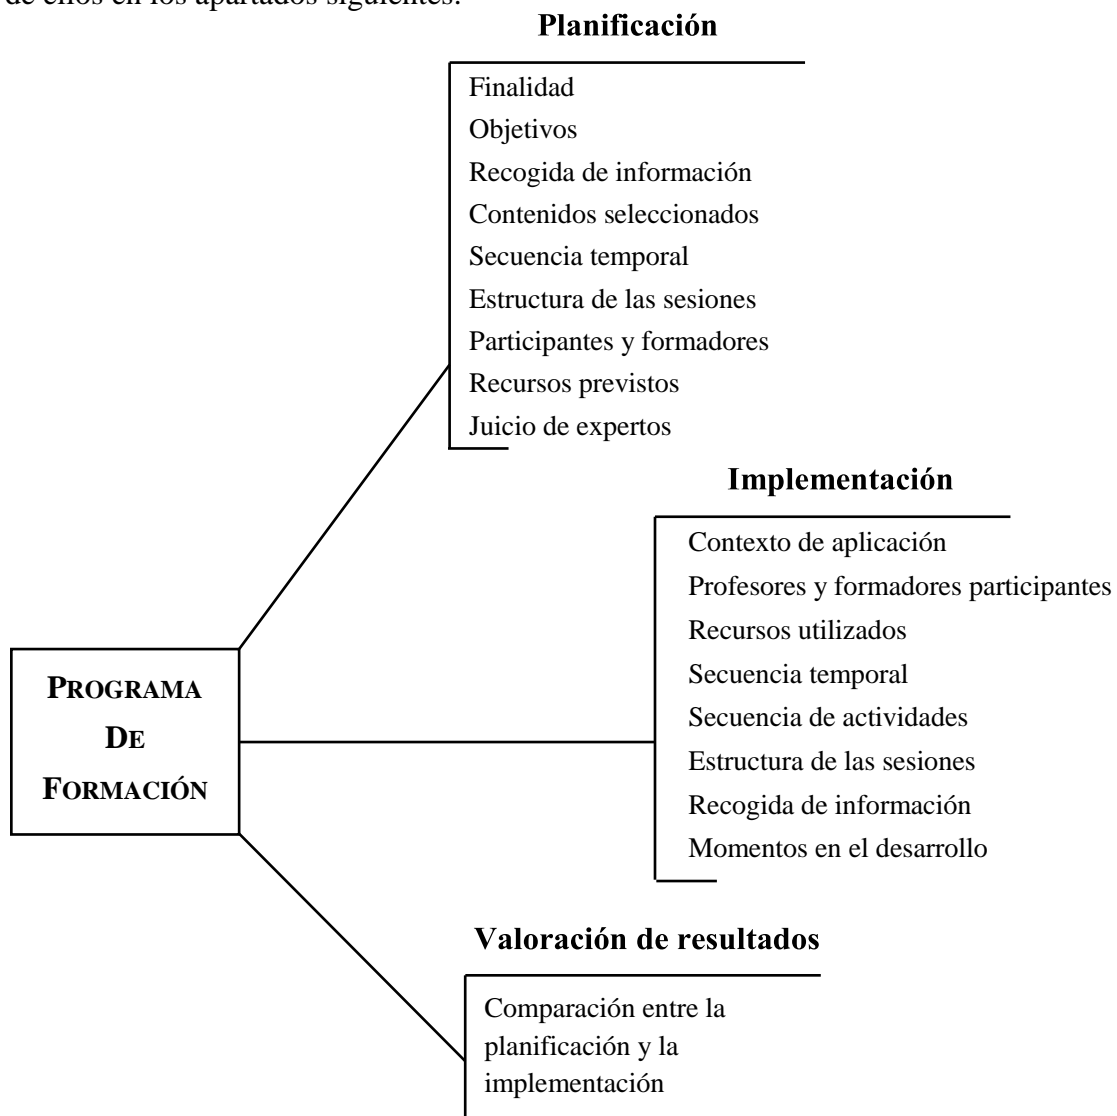 de ellos en los apartados siguientes.
Planificación
Finalidad
Objetivos
Recogida de información
Contenidos seleccionados
Secuencia temporal
Estructura de las sesiones
Participantes y formadores
Recursos previstos
Juicio de expertos
Implementación
Contexto de aplicación
Profesores y formadores participantes
Recursos utilizados
Secuencia temporal
Secuencia de actividades
Estructura de las sesiones
Recogida de información
Momentos en el desarrollo
PROGRAMA
DE
FORMACIÓN
Valoración de resultados
Comparación entre la
planificación y la
implementación